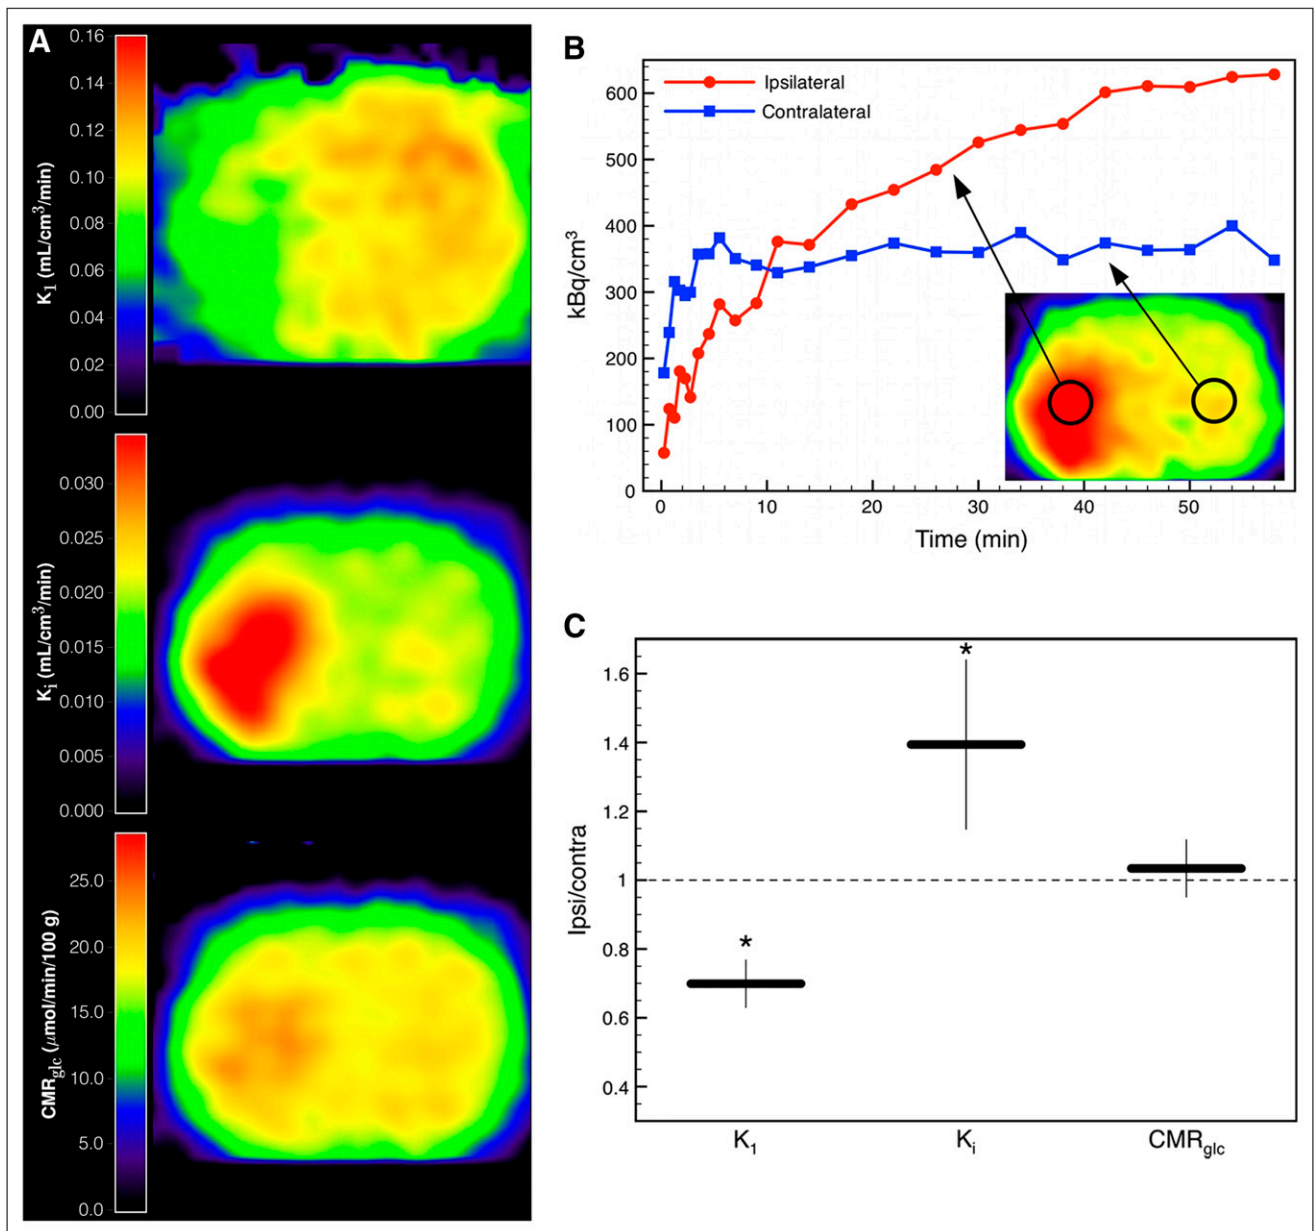 A
0.16
0.14
0.12
0.10
0.08
0.06
0.04
0.02
0.00
K1 (mL/cm3/min)
0.030
0.025
0.020
0.015
0.010
0.005
0.000
Ki (mL/cm3/min)
25.0
20.0
15.0
10.0
5.0
0.0
CMRglc (μmol/min/100 g)
B
Ipsilateral
Contralateral
600
500
400
300
200
100
0
kBq/cm3
0 10 20 30 40 50
Time (min)
C
1.6
1.4
1.2
1
0.8
0.6
0.4
Ipsi/contra
*
*
K1 Ki CMRglc